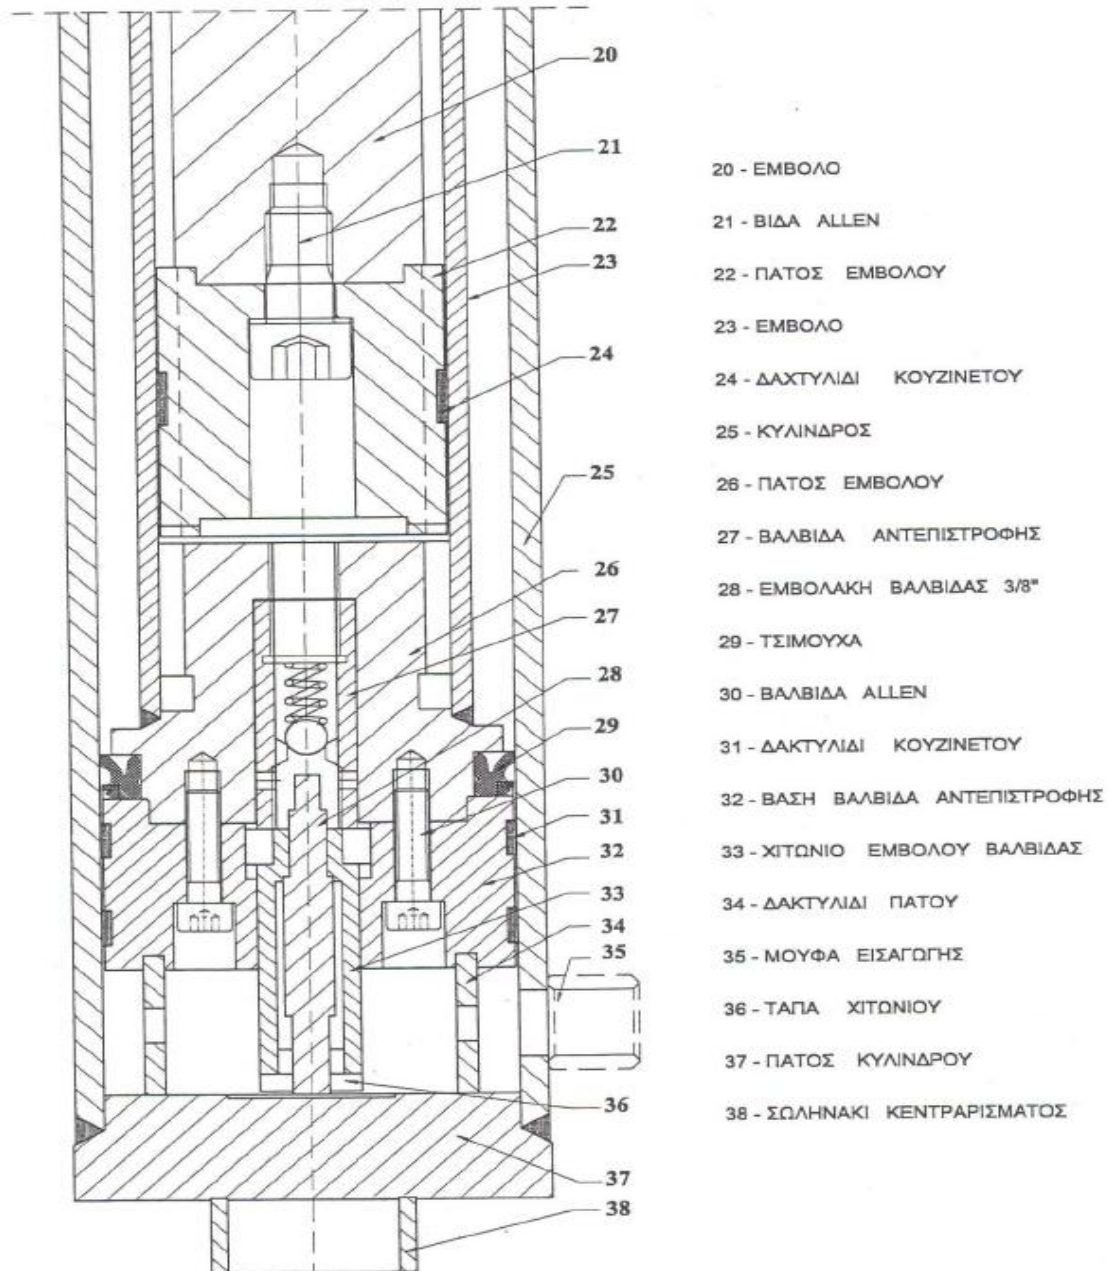 20
21
22
23
24
25
26
27
28
29
30
31
32
33
34
35
36
37
38
20 - ΕΜΒΟΛΟ
21 - ΒΙΔΑ ALLEN
22 - ΠΑΤΟΣ ΕΜΒΟΛΟΥ
23 - ΕΜΒΟΛΟ
24 - ΔΑΧΤΥΛΙΔΙ ΚΟΥΖΙΝΕΤΟΥ
25 - ΚΥΛΙΝΔΡΟΣ
26 - ΠΑΤΟΣ ΕΜΒΟΛΟΥ
27 - ΒΑΛΒΙΔΑ ΑΝΤΕΠΙΣΤΡΟΦΗΣ
28 - ΕΜΒΟΛΑΚΗ ΒΑΛΒΙΔΑΣ 3/8"
29 - ΤΣΙΜΟΥΧΑ
30 - ΒΑΛΒΙΔΑ ALLEN
31 - ΔΑΚΤΥΛΙΔΙ ΚΟΥΖΙΝΕΤΟΥ
32 - ΒΑΣΗ ΒΑΛΒΙΔΑ ΑΝΤΕΠΙΣΤΡΟΦΗΣ
33 - ΧΙΤΩΝΙΟ ΕΜΒΟΛΟΥ ΒΑΛΒΙΔΑΣ
34 - ΔΑΚΤΥΛΙΔΙ ΠΑΤΟΥ
35 - ΜΟΥΦΑ ΕΙΣΑΓΩΓΗΣ
36 - ΤΑΠΑ ΧΙΤΩΝΙΟΥ
37 - ΠΑΤΟΣ ΚΥΛΙΝΔΡΟΥ
38 - ΣΩΛΗΝΑΚΙ ΚΕΝΤΡΑΡΙΣΜΑΤΟΣ